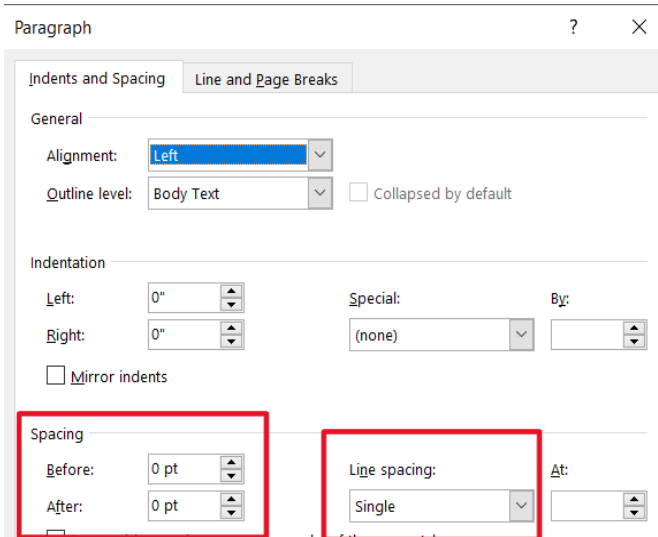 Paragraph ?
Indents and Spacing Line and Page Breaks
General
Alignment: Left
Outline level: Body Text Collapsed by default
Indentation
Left: 0" Special: By:
Right: 0" (none)
Mirror indents
Spacing
Before: 0 pt Line spacing: At:
After: 0 pt Single